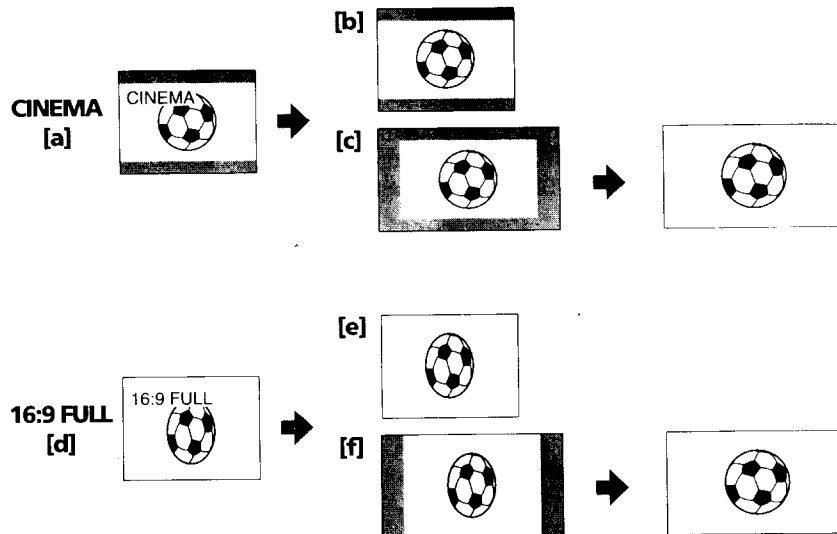 [b]
CINEMA
CINEMA
[a]
[c]
[e]
16:9 FULL
16:9 FULL
[d]
[f]